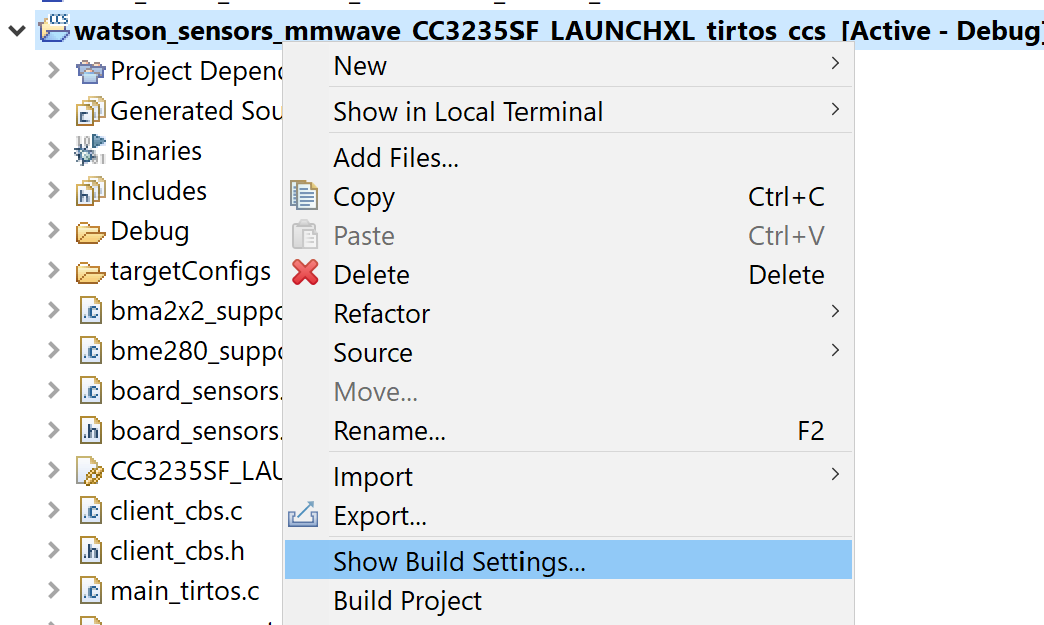 watson_sensors_mmwave_CC3235SF_LAUNCHXL_tirtos_ccs [Active - Debug]
Project Depend
Generated Sou
Binaries
Includes
Debug
targetConfigs
bma2x2_suppo
bme280_suppo
board_sensors.
board_sensors.
CC3235SF_LAU
client_cbs.c
client_cbs.h
main_tirtos.c
New
Show in Local Terminal
Add Files...
Copy Ctrl+C
Paste Ctrl+V
Delete Delete
Refactor
Source
Move...
Rename... F2
Import
Export...
Show Build Settings...
Build Project